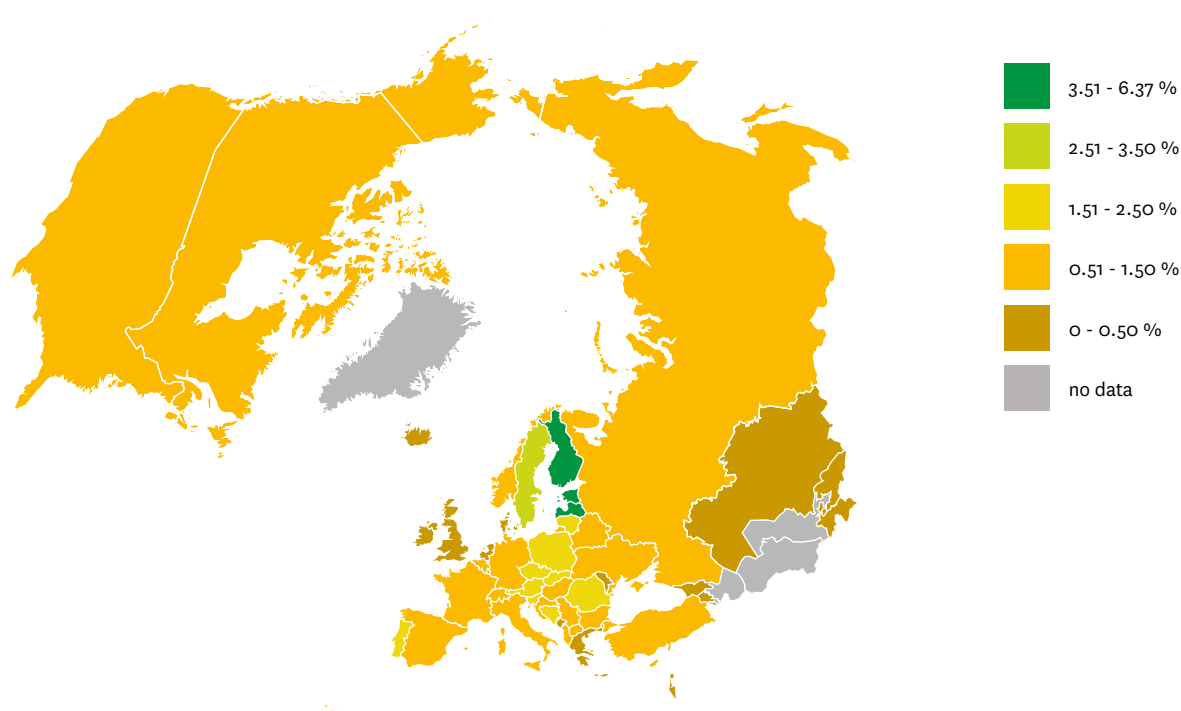 3.51 - 6.37 %
2.51 - 3.50 %
1.51 - 2.50 %
0.51 - 1.50 %
0 - 0.50 %
no data